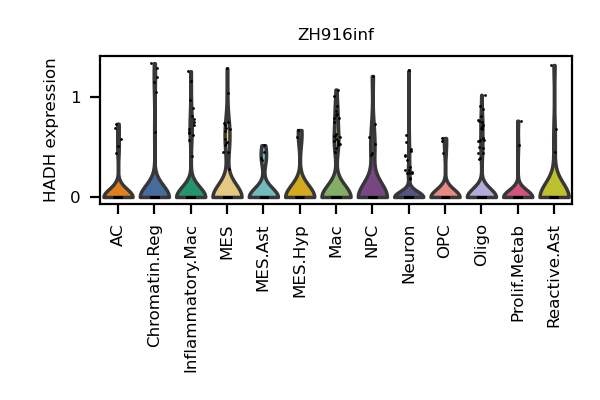 ZH916inf
HADH expression
1
0
AC
Chromatin.Reg
Inflammatory.Mac
MES
MES.Ast
MES.Hyp
Mac
NPC
Neuron
OPC
Oligo
Prolif.Metab
Reactive.Ast